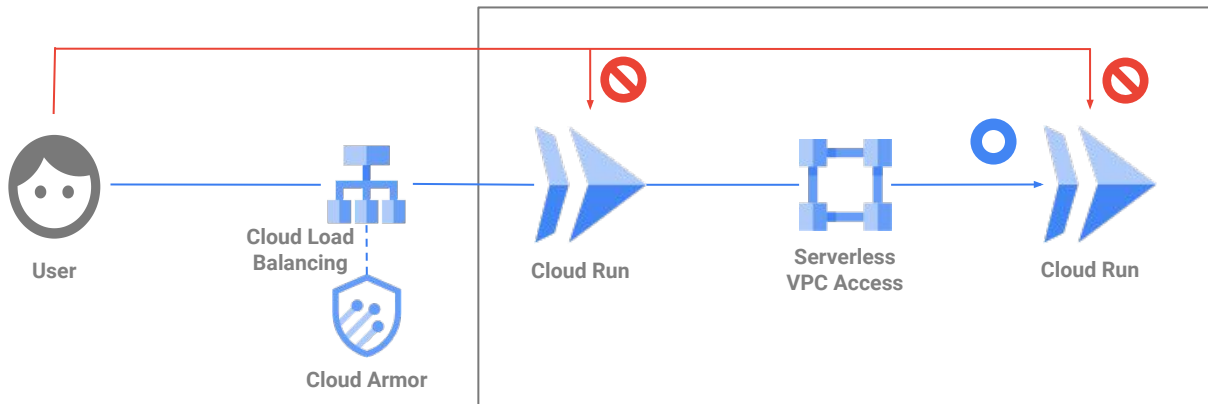 User
Cloud Load
Balancing
Cloud Armor
Cloud Run
Serverless
VPC Access
Cloud Run